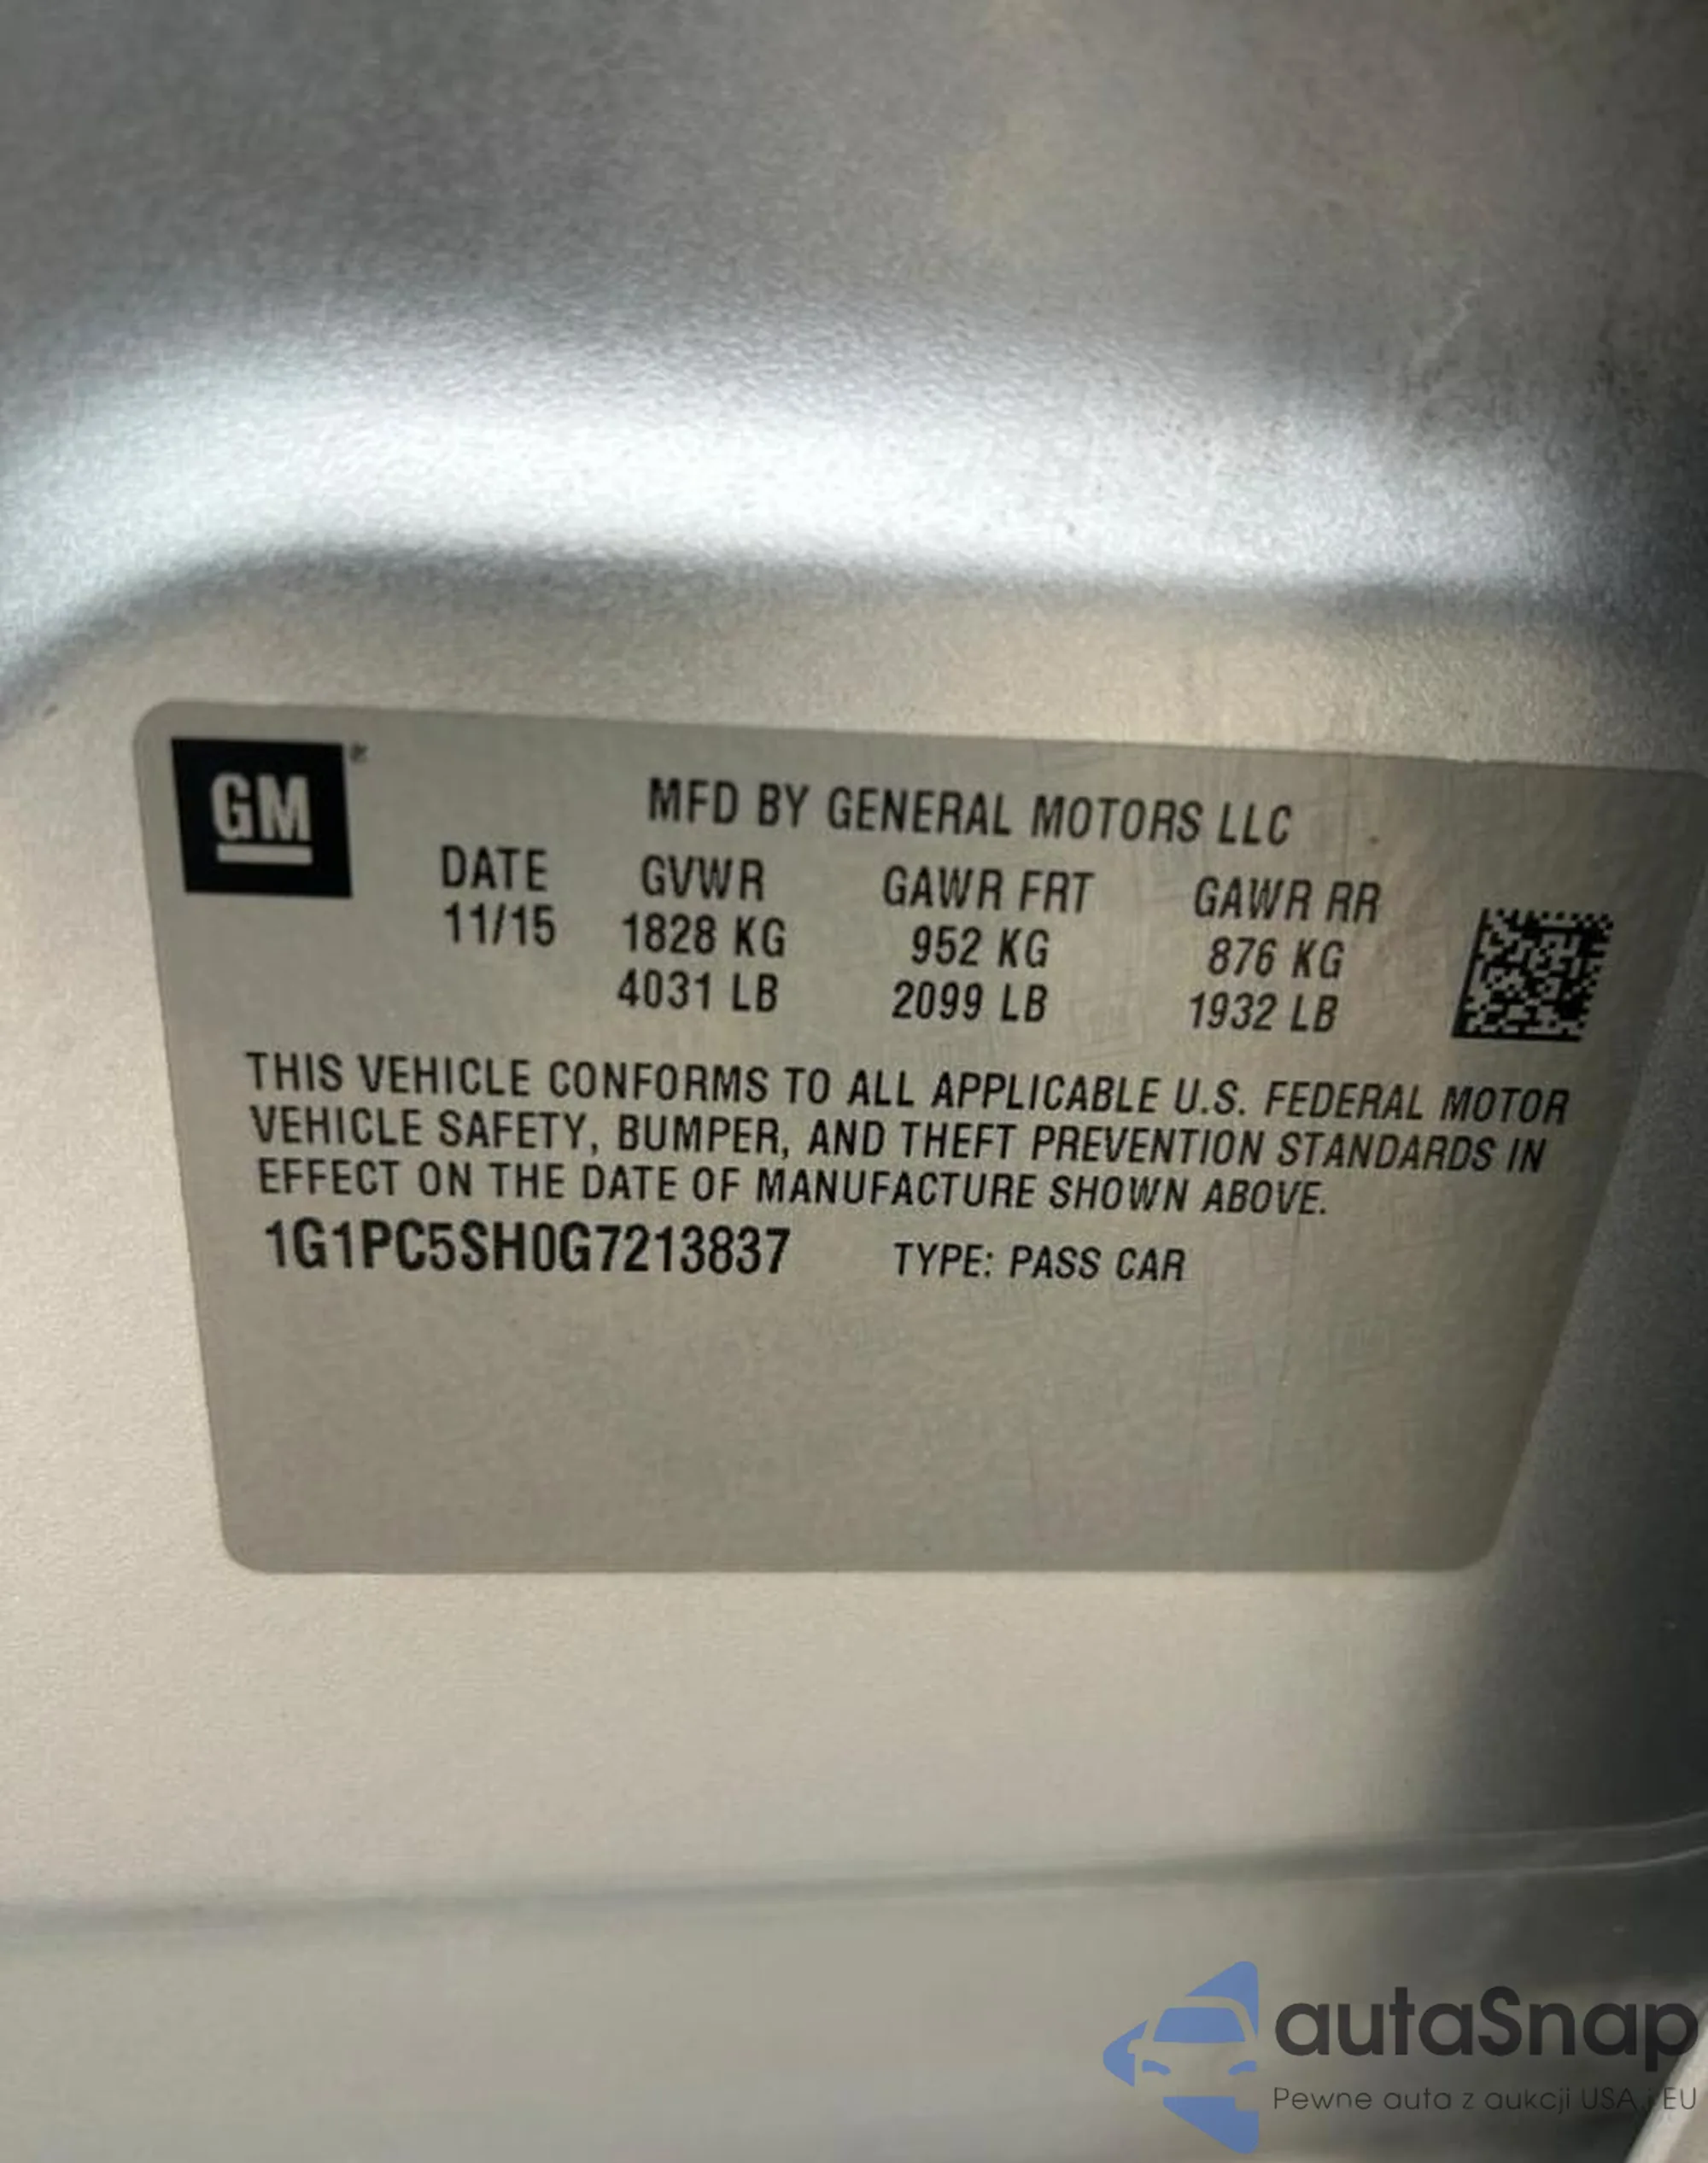 GM
MFD BY GENERAL MOTORS LLC
DATE GVWR GAWR FRT GAWR RR
11/15 1828 KG 952 KG 876 KG
4031 LB 2099 LB 1932 LB
THIS VEHICLE CONFORMS TO ALL APPLICABLE U.S. FEDERAL MOTOR
VEHICLE SAFETY, BUMPER, AND THEFT PREVENTION STANDARDS IN
EFFECT ON THE DATE OF MANUFACTURE SHOWN ABOVE.
1G1PC5SH0G7213837 TYPE: PASS CAR
autaSnap
Pewne auta z aukcji USA i EU